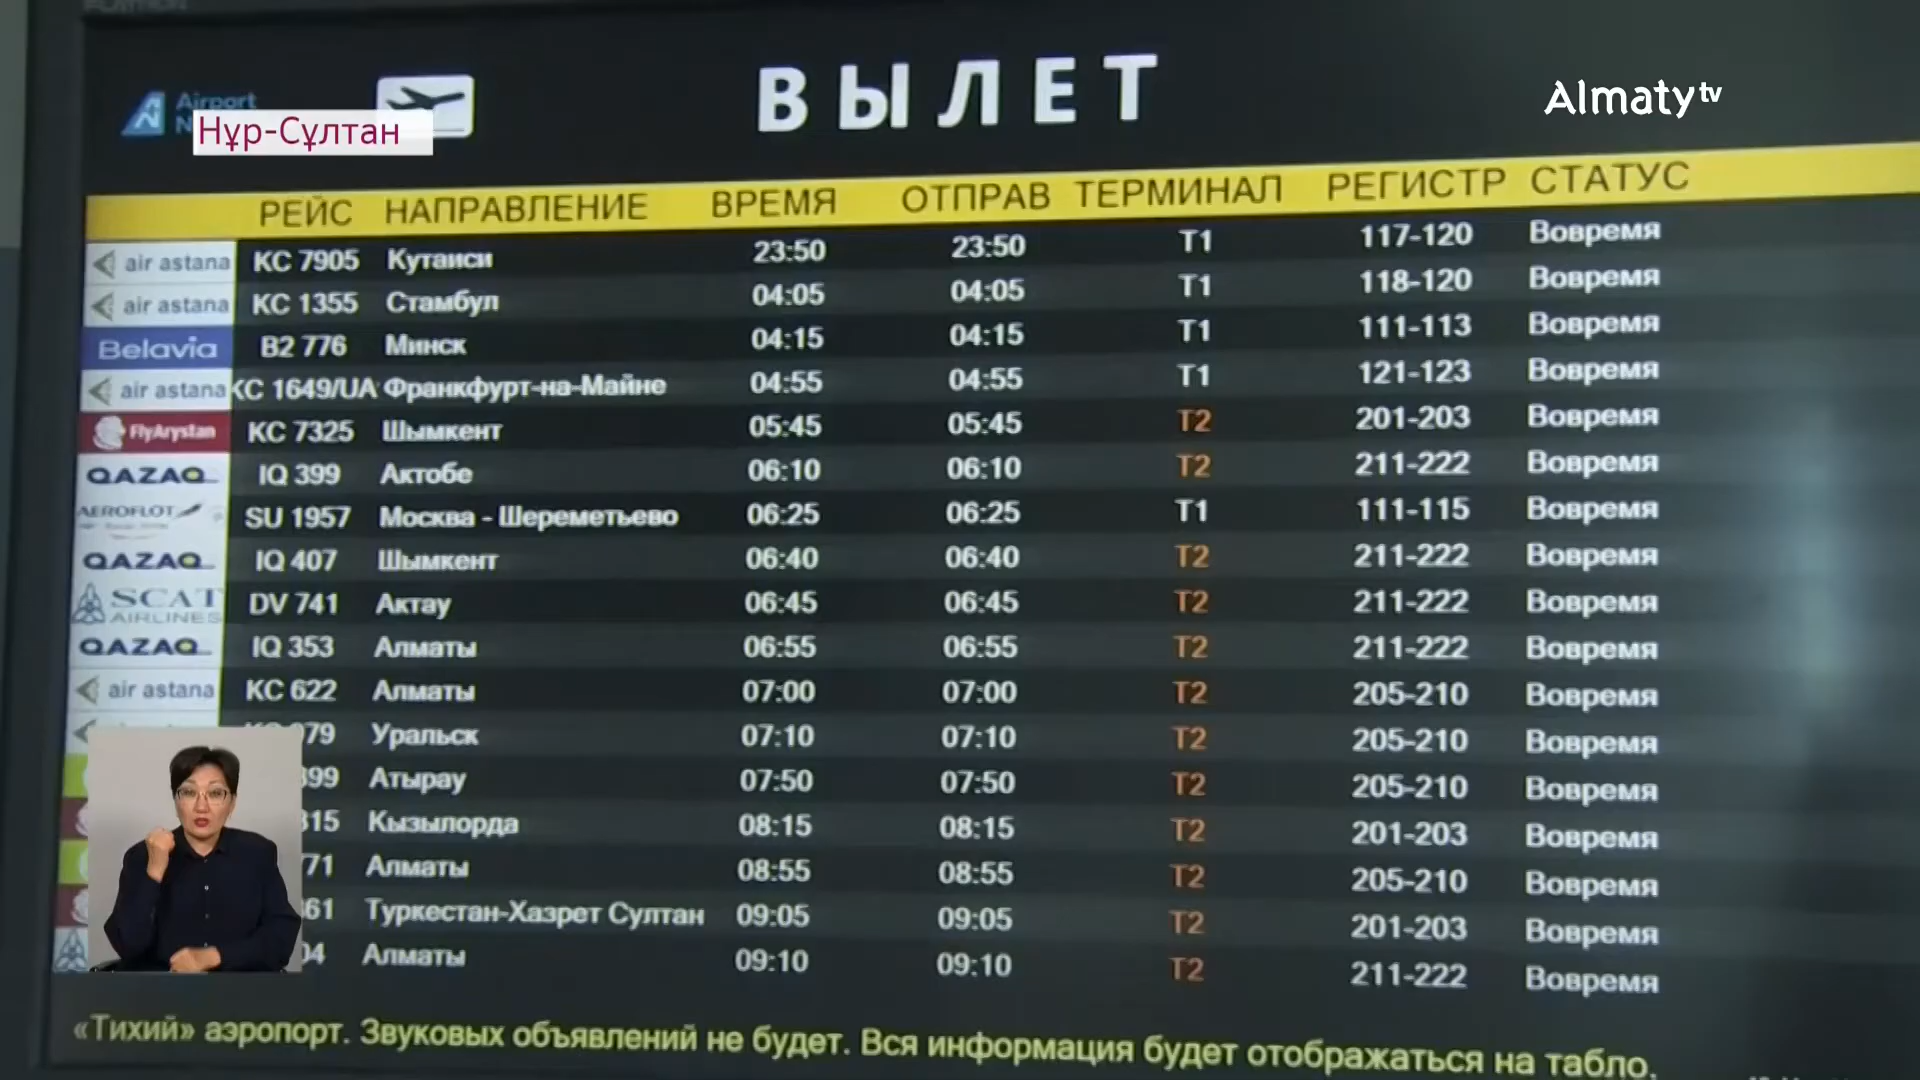 Airport
Нұр-Сұлтан
ВЫЛЕТ
Almaty tv
РЕЙС НАПРАВЛЕНИЕ ВРЕМЯ ОТПРАВ ТЕРМИНАЛ РЕГИСТР СТАТУС
air astana KC 7905 Кутаиси 23:50 23:50 T1 117-120 Вовремя
air astana KC 1355 Стамбул 04:05 04:05 T1 118-120 Вовремя
Belavia B2 776 Минск 04:15 04:15 T1 111-113 Вовремя
air astana KC 1649/UA Франкфурт-на-Майне 04:55 04:55 T1 121-123 Вовремя
FlyArystan KC 7325 Шымкент 05:45 05:45 T2 201-203 Вовремя
QAZAQ IQ 399 Актобе 06:10 06:10 T2 211-222 Вовремя
AEROFLOT SU 1957 Москва - Шереметьево 06:25 06:25 T1 111-115 Вовремя
QAZAQ IQ 407 Шымкент 06:40 06:40 T2 211-222 Вовремя
SCAT AIRLINES DV 741 Актау 06:45 06:45 T2 211-222 Вовремя
QAZAQ IQ 353 Алматы 06:55 06:55 T2 211-222 Вовремя
air astana KC 622 Алматы 07:00 07:00 T2 205-210 Вовремя
79 Уральск 07:10 07:10 T2 205-210 Вовремя
399 Атырау 07:50 07:50 T2 205-210 Вовремя
315 Кызылорда 08:15 08:15 T2 201-203 Вовремя
71 Алматы 08:55 08:55 T2 205-210 Вовремя
61 Туркестан-Хазрет Султан 09:05 09:05 T2 201-203 Вовремя
04 Алматы 09:10 09:10 T2 211-222 Вовремя
«Тихий» аэропорт. Звуковых объявлений не будет. Вся информация будет отображаться на табло.